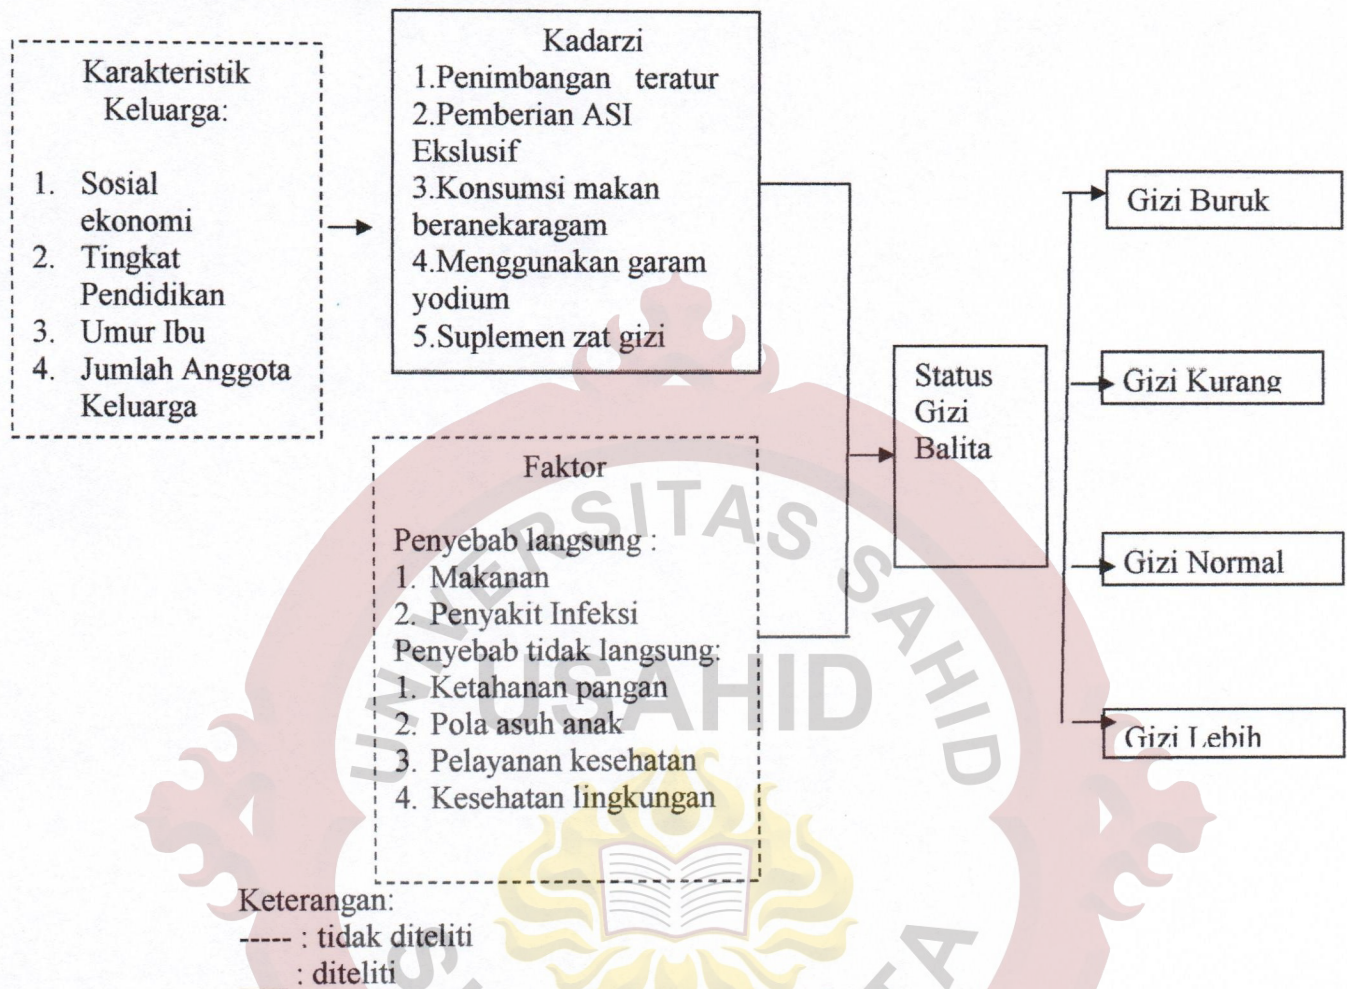 Karakteristik
Keluarga:
1. Sosial
ekonomi
2. Tingkat
Pendidikan
3. Umur Ibu
4. Jumlah Anggota
Keluarga
Kadarzi
1.Penimbangan teratur
2.Pemberian ASI
Ekslusif
3.Konsumsi makan
beranekaragam
4.Menggunakan garam
yodium
5.Suplemen zat gizi
Faktor
Penyebab langsung :
1. Makanan
2. Penyakit Infeksi
Penyebab tidak langsung:
1. Ketahanan pangan
2. Pola asuh anak
3. Pelayanan kesehatan
4. Kesehatan lingkungan
Status
Gizi
Balita
Gizi Buruk
Gizi Kurang
Gizi Normal
Gizi Lebih
Keterangan:
----- : tidak diteliti
: diteliti
UNIVERSITAS SAHID
USAHID